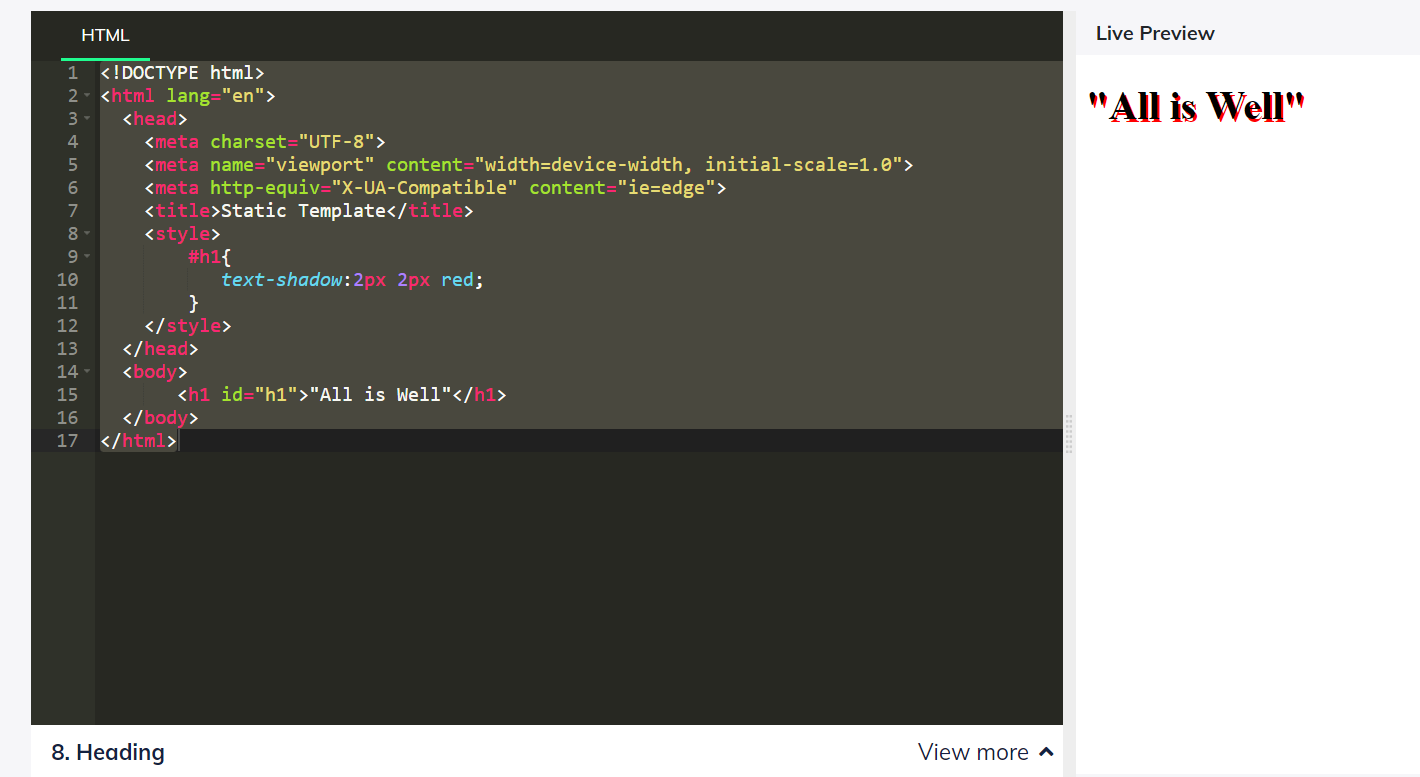 HTML
Live Preview
1 <!DOCTYPE html>
2 <html lang="en">
3 <head>
4 <meta charset="UTF-8">
5 <meta name="viewport" content="width=device-width, initial-scale=1.0">
6 <meta http-equiv="X-UA-Compatible" content="ie=edge">
7 <title>Static Template</title>
8 <style>
9 #h1{
10 text-shadow:2px 2px red;
11 }
12 </style>
13 </head>
14 <body>
15 <h1 id="h1">"All is Well"</h1>
16 </body>
17 </html>
"All is Well"
8. Heading
View more